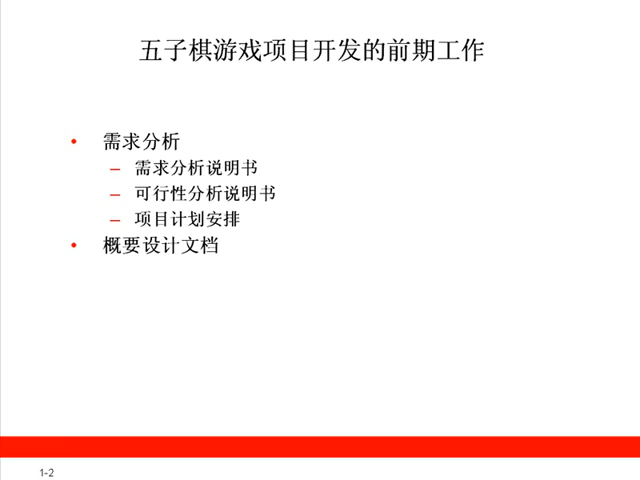 五子棋游戏项目开发的前期工作
• 需求分析
– 需求分析说明书
– 可行性分析说明书
– 项目计划安排
• 概要设计文档
1-2